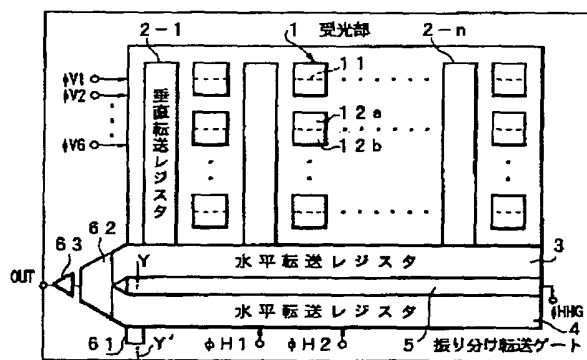 2-1
1 受光部
2-n
11
φV1
φV2
12a
12b
φV6
垂直転送レジスタ
63
62
OUT
Y
水平転送レジスタ
3
φHHG
水平転送レジスタ
4
61
Y'
φH1
φH2
5 振り分け転送ゲート